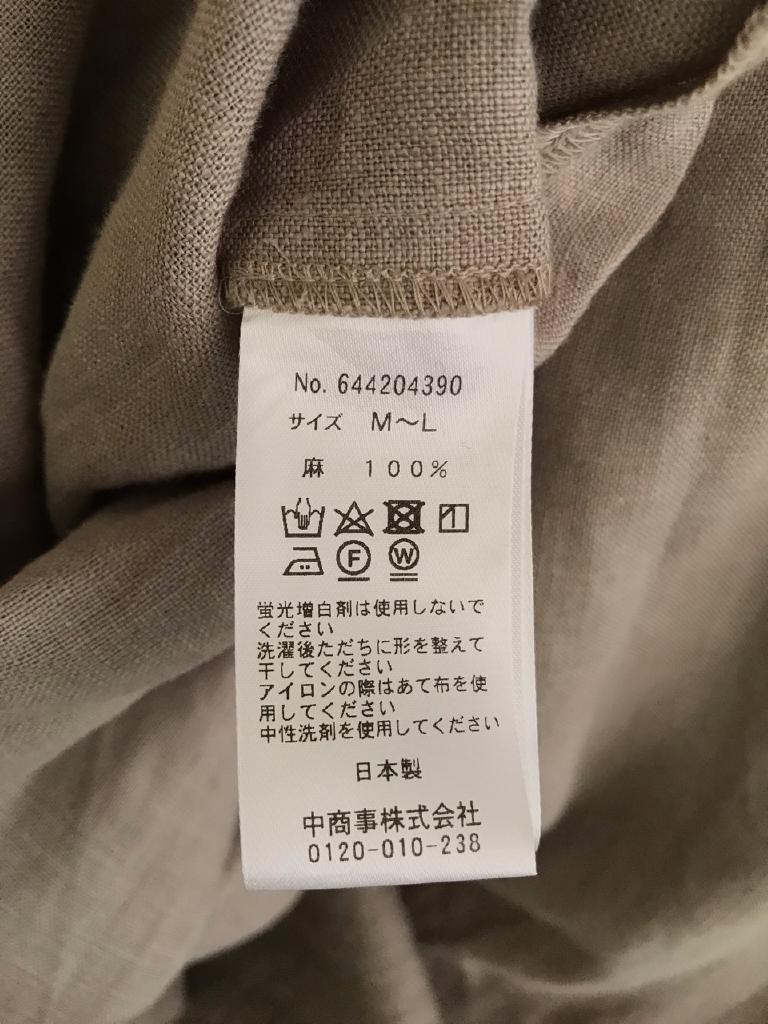 No. 644204390
サイズ M～L
麻 100%
F W
蛍光増白剤は使用しないで
ください
洗濯後ただちに形を整えて
干してください
アイロンの際はあて布を使
用してください
中性洗剤を使用してください
日本製
中商事株式会社
0120-010-238